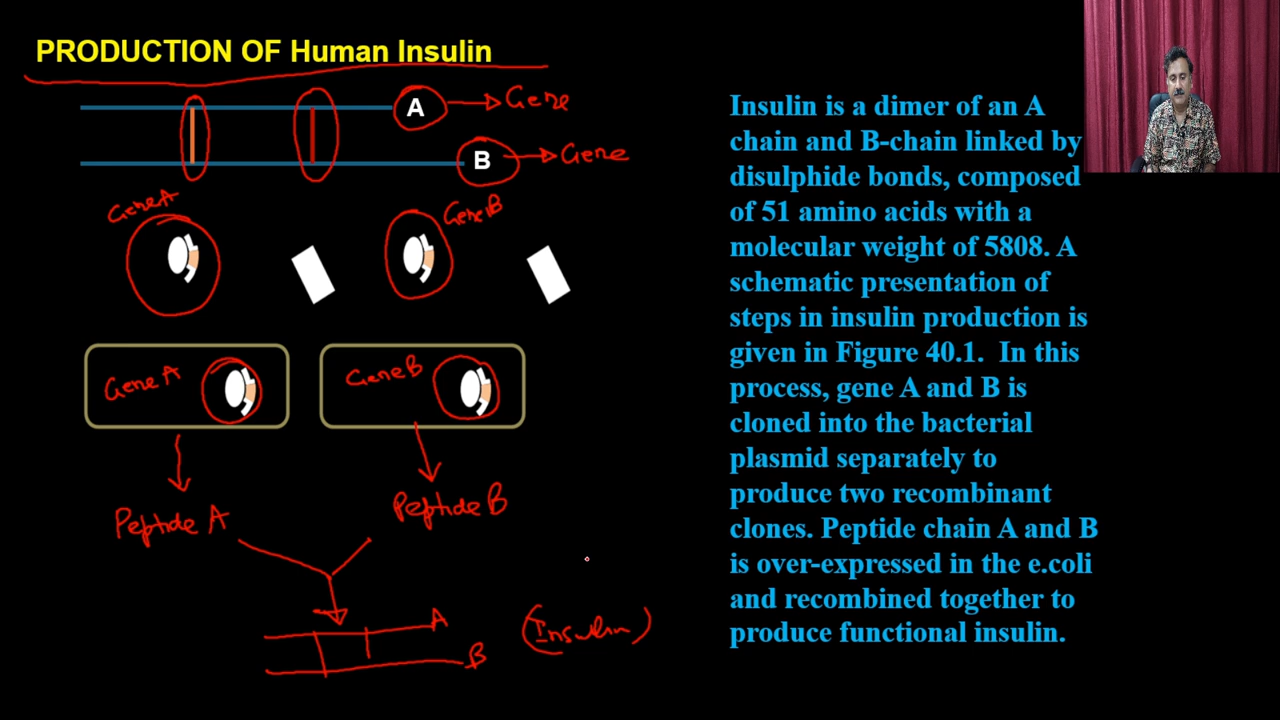 PRODUCTION OF Human Insulin
A
Gene
B
Gene
Gene A
Gene B
Gene A
Gene B
Peptide A
Peptide B
A
(Insulin)
B
Insulin is a dimer of an A
chain and B-chain linked by
disulphide bonds, composed
of 51 amino acids with a
molecular weight of 5808. A
schematic presentation of
steps in insulin production is
given in Figure 40.1. In this
process, gene A and B is
cloned into the bacterial
plasmid separately to
produce two recombinant
clones. Peptide chain A and B
is over-expressed in the e.coli
and recombined together to
produce functional insulin.